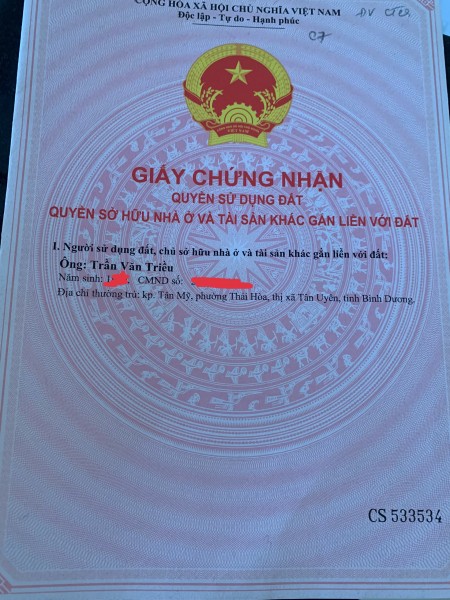 CỘNG HÒA XÃ HỘI CHỦ NGHĨA VIỆT NAM
Độc lập - Tự do - Hạnh phúc
ĐV
C7
GIẤY CHỨNG NHẬN
QUYỀN SỬ DỤNG ĐẤT
QUYỀN SỞ HỮU NHÀ Ở VÀ TÀI SẢN KHÁC GẮN LIỀN VỚI ĐẤT
I. Người sử dụng đất, chủ sở hữu nhà ở và tài sản khác gắn liền với đất:
Ông: Trần Văn Triều
Năm sinh: 1 CMND số:
Địa chỉ thường trú: kp. Tân Mỹ, phường Thái Hòa, thị xã Tân Uyên, tỉnh Bình Dương.
CS 533534